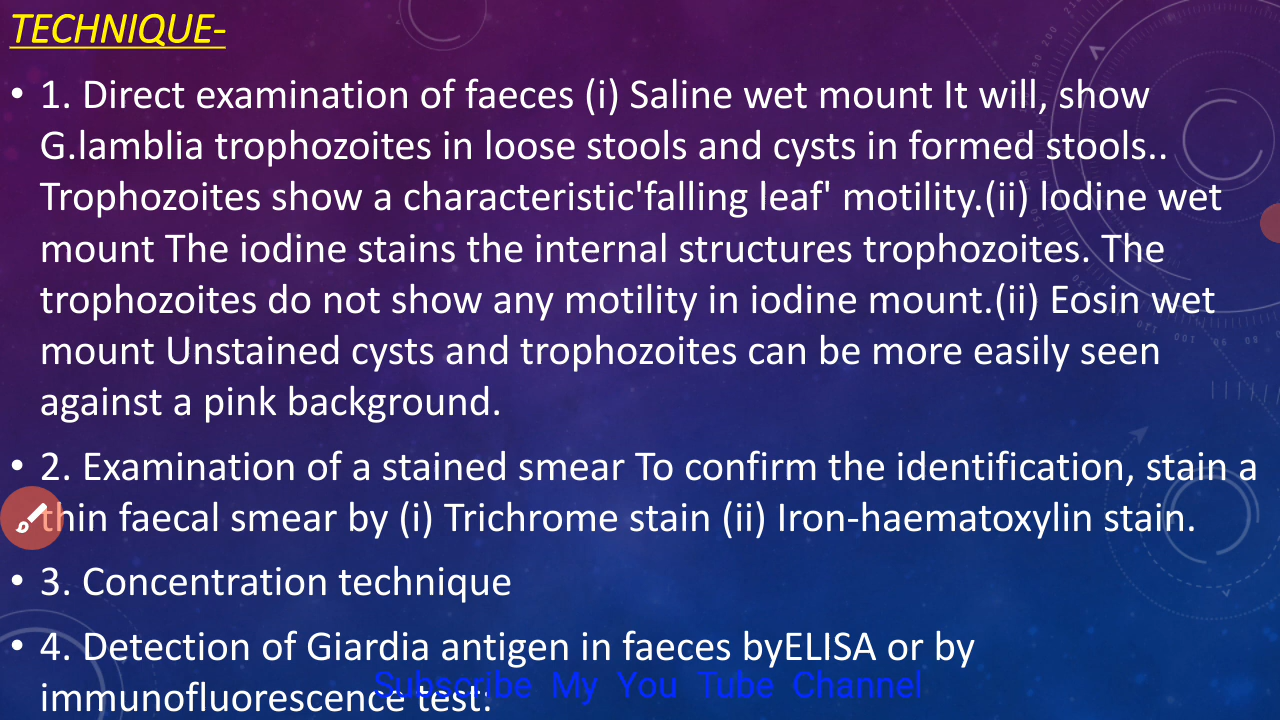 TECHNIQUE-
• 1. Direct examination of faeces (i) Saline wet mount It will, show
G.lamblia trophozoites in loose stools and cysts in formed stools..
Trophozoites show a characteristic'falling leaf' motility.(ii) lodine wet
mount The iodine stains the internal structures trophozoites. The
trophozoites do not show any motility in iodine mount.(ii) Eosin wet
mount Unstained cysts and trophozoites can be more easily seen
against a pink background.
• 2. Examination of a stained smear To confirm the identification, stain a
thin faecal smear by (i) Trichrome stain (ii) Iron-haematoxylin stain.
• 3. Concentration technique
• 4. Detection of Giardia antigen in faeces byELISA or by
immunofluorescence test:
Subscribe My You Tube Channel